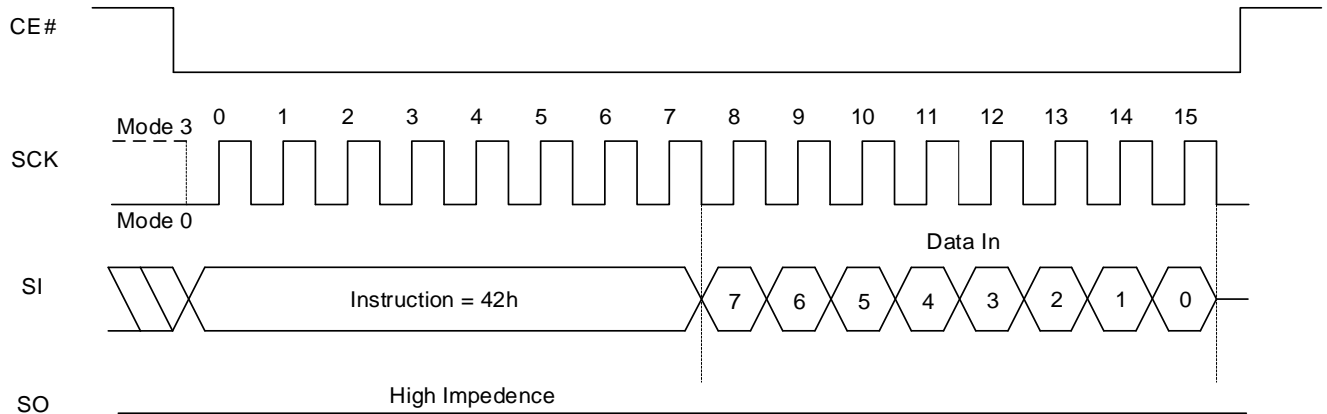 CE#
0 1 2 3 4 5 6 7 8 9 10 11 12 13 14 15
Mode 3
SCK
Mode 0
Data In
SI
Instruction = 42h
7 6 5 4 3 2 1 0
High Impedence
SO